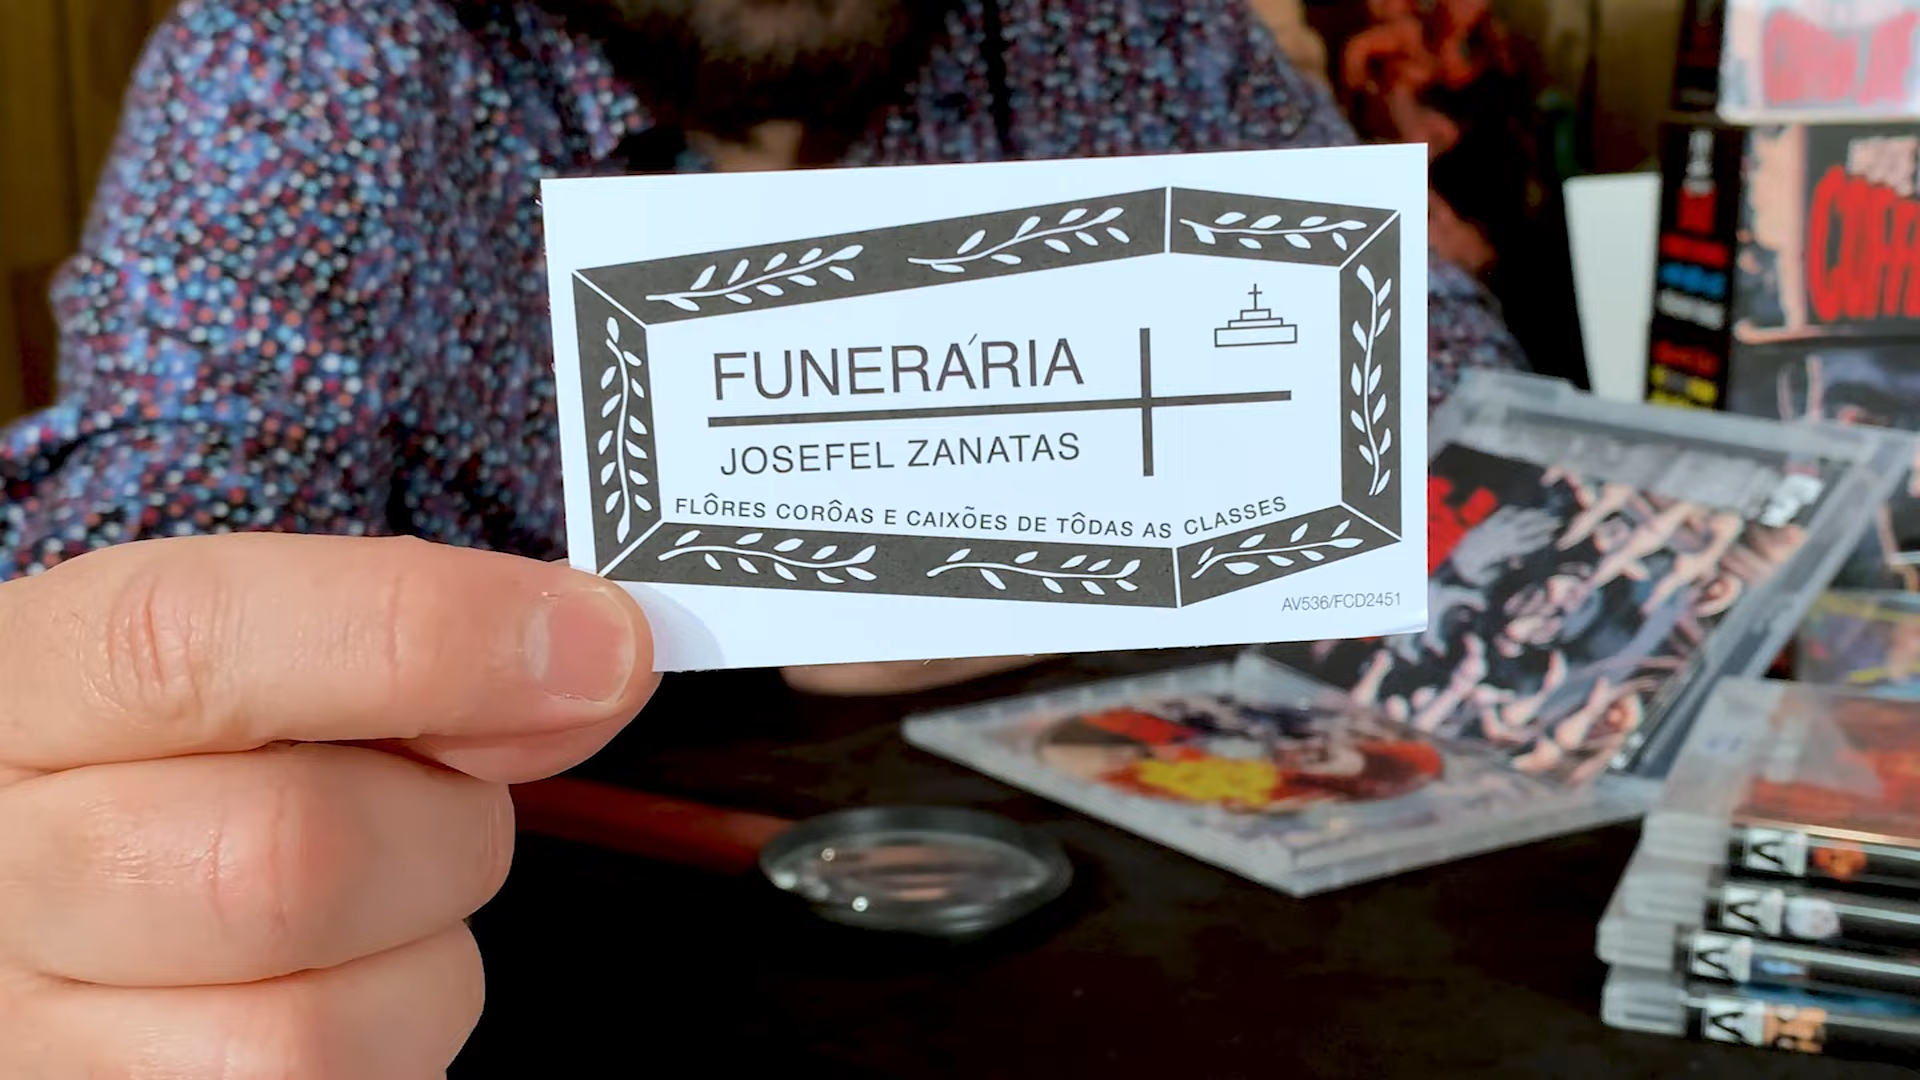 FUNERÁRIA
JOSEFEL ZANATAS
FLÔRES CORÔAS E CAIXÕES DE TÔDAS AS CLASSES
AV536/FCD2451